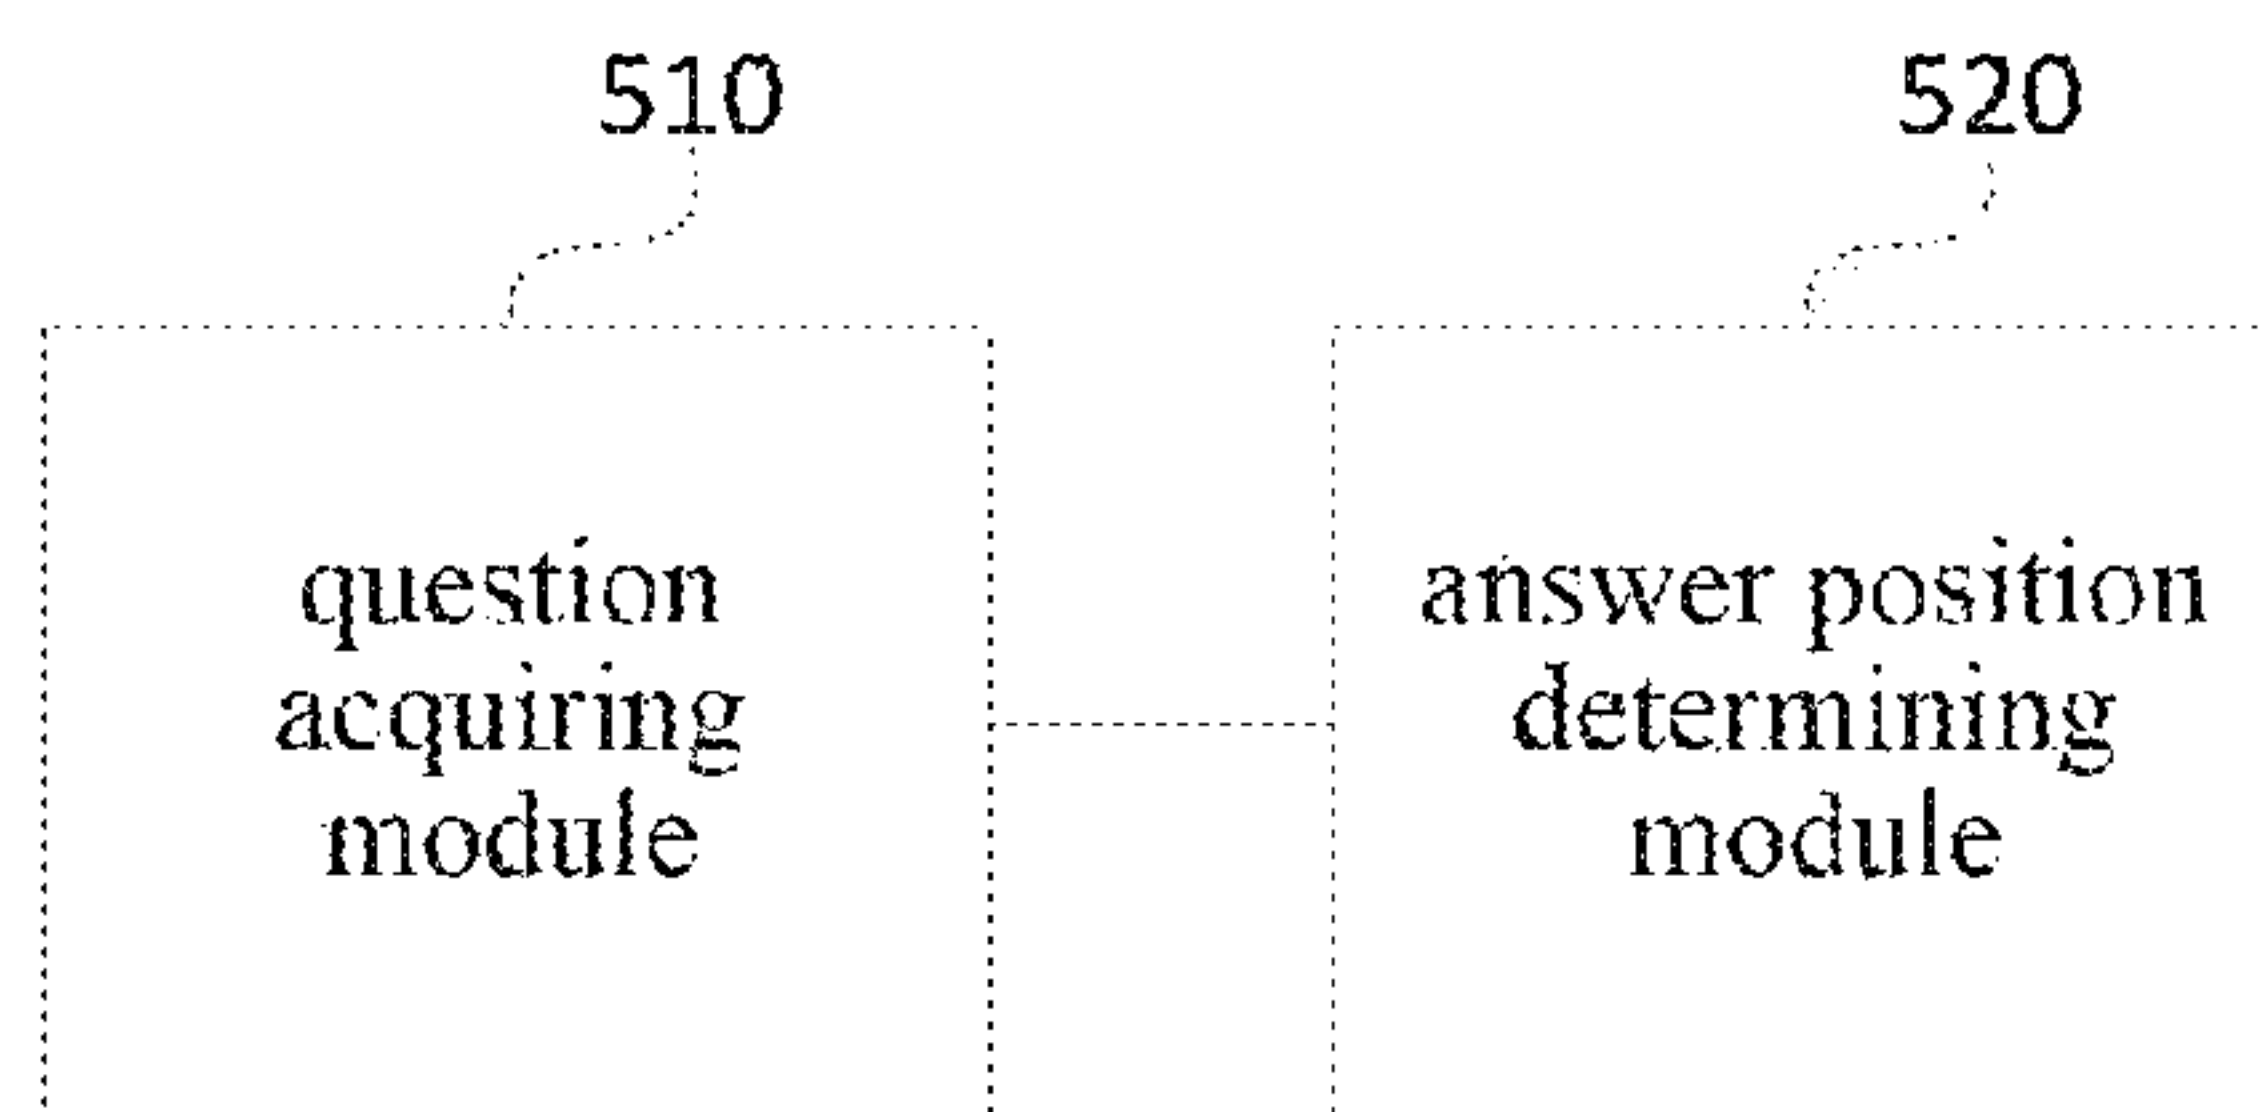 510
520
question
acquiring
module
answer position
determining
module